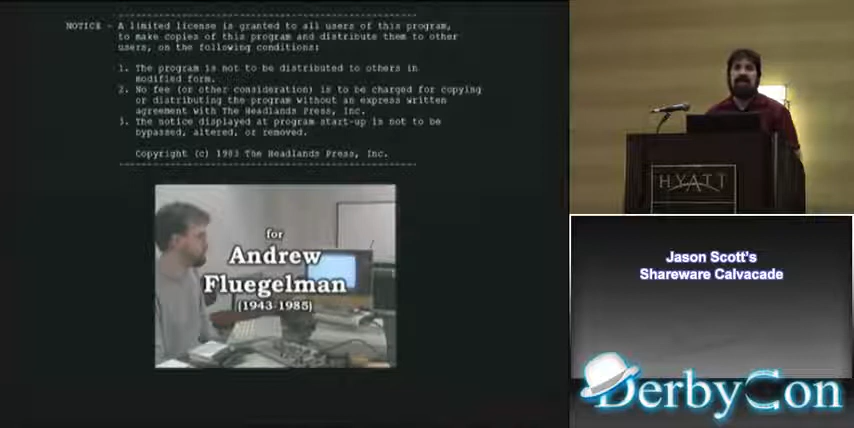 NOTICE - A limited license is granted to all users of this program,
to make copies of this program and distribute them to other
users, on the following conditions:
1. The program is not to be distributed to others in
modified form.
2. No fee (or other consideration) is to be charged for copying
or distributing the program without an express written
agreement with The Headlands Press, Inc.
3. The notice displayed at program start-up is not to be
bypassed, altered, or removed.
Copyright (c) 1983 The Headlands Press, Inc.
for
Andrew
Fluegelman
(1943-1985)
HYATT
Jason Scott's
Shareware Calvacade
DerbyCon